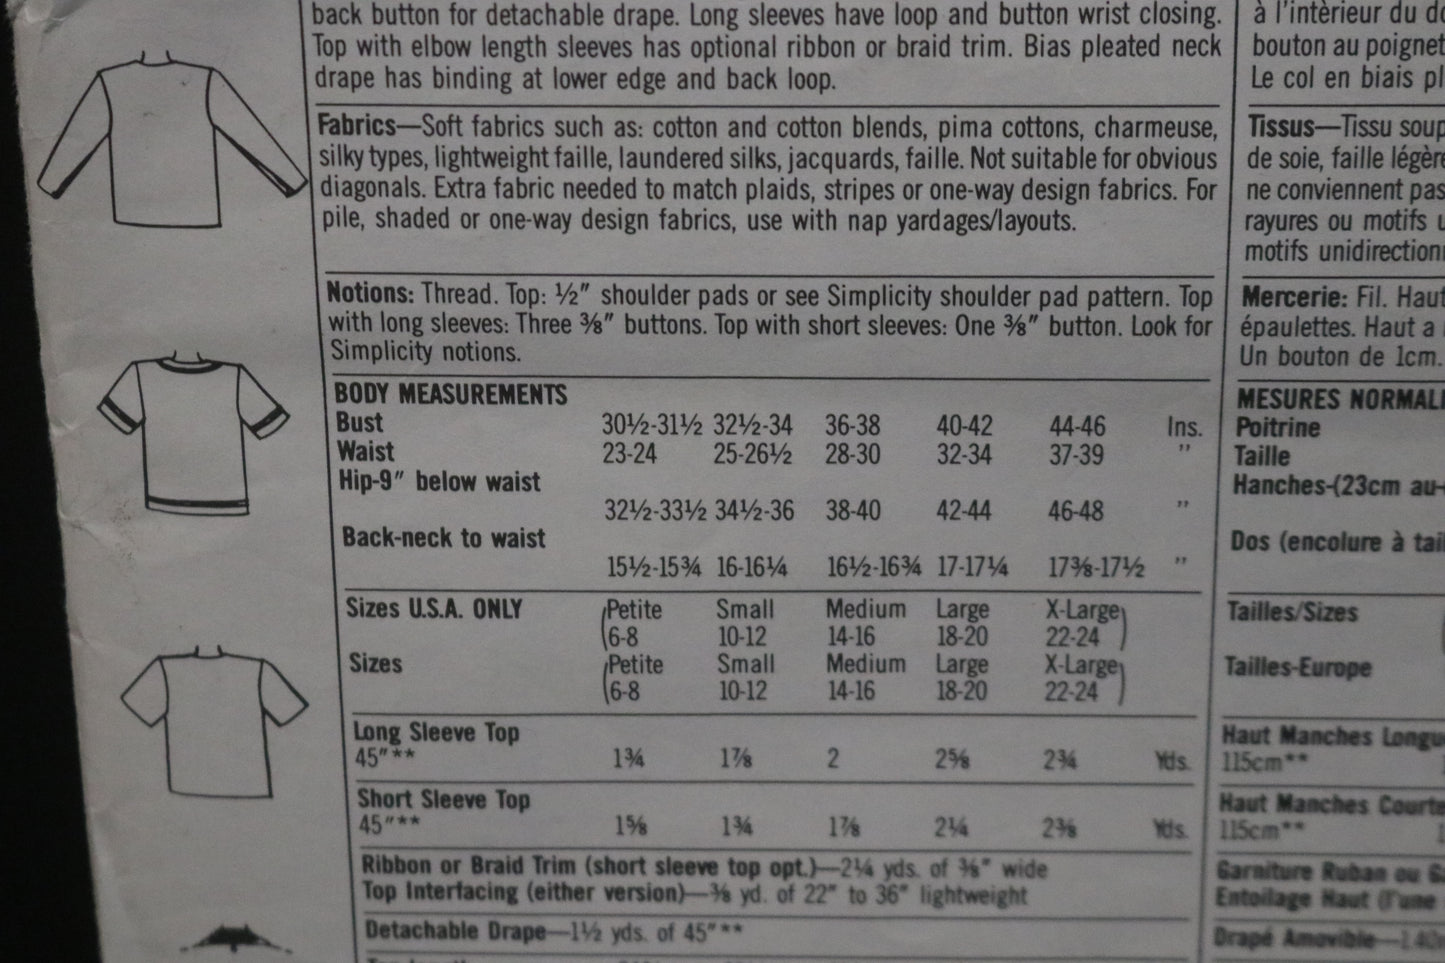 back button for detachable drape. Long sleeves have loop and button wrist closing.
Top with elbow length sleeves has optional ribbon or braid trim. Bias pleated neck
drape has binding at lower edge and back loop.
Fabrics—Soft fabrics such as: cotton and cotton blends, pima cottons, charmeuse,
silky types, lightweight faille, laundered silks, jacquards, faille. Not suitable for obvious
diagonals. Extra fabric needed to match plaids, stripes or one-way design fabrics. For
pile, shaded or one-way design fabrics, use with nap yardages/layouts.
Notions: Thread. Top: ½″ shoulder pads or see Simplicity shoulder pad pattern. Top
with long sleeves: Three ⅜″ buttons. Top with short sleeves: One ⅜″ button. Look for
Simplicity notions.
BODY MEASUREMENTS
Bust 30½-31½ 32½-34 36-38 40-42 44-46 Ins.
Waist 23-24 25-26½ 28-30 32-34 37-39 ″
Hip-9″ below waist
32½-33½ 34½-36 38-40 42-44 46-48 ″
Back-neck to waist
15½-15¾ 16-16¼ 16½-16¾ 17-17¼ 17⅜-17½ ″
Sizes U.S.A. ONLY (Petite Small Medium Large X-Large)
(6-8 10-12 14-16 18-20 22-24 )
Sizes (Petite Small Medium Large X-Large)
(6-8 10-12 14-16 18-20 22-24 )
Long Sleeve Top
45″** 1¾ 1⅞ 2 2⅝ 2¾ Yds.
Short Sleeve Top
45″** 1⅝ 1¾ 1⅞ 2¼ 2⅜ Yds.
Ribbon or Braid Trim (short sleeve top opt.)—2¼ yds. of ⅜″ wide
Top Interfacing (either version)—⅜ yd. of 22″ to 36″ lightweight
Detachable Drape—1½ yds. of 45″**
à l'intèrieur du
bouton au poignet
Le col en biais
Tissus—Tissu
de soie, faille
ne conviennent pas
rayures ou motifs
motifs
Mercerie: Fil. Haut
épaulettes. Haut a
Un bouton de 1cm.
MESURES
Poitrine
Taille
Hanches-(23cm
Dos (encolure à
Tailles/Sizes
Tailles-Europe
Haut Manches
115cm**
Haut Manches
115cm**
Garniture Ruban ou
Entoilage Haut
Drapé Amovible—